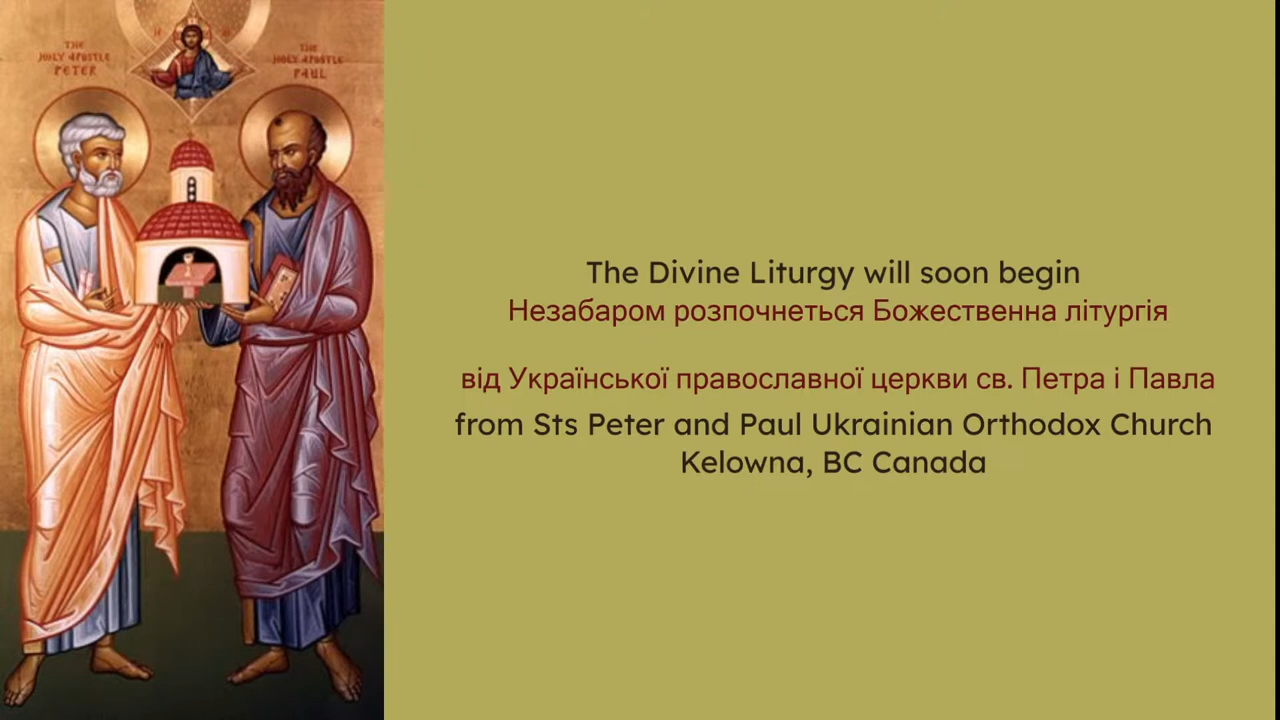 THE
HOLY APOSTLE
PETER
THE
HOLY APOSTLE
PAUL
The Divine Liturgy will soon begin
Незабаром розпочнеться Божественна літургія
від Української православної церкви св. Петра і Павла
from Sts Peter and Paul Ukrainian Orthodox Church
Kelowna, BC Canada